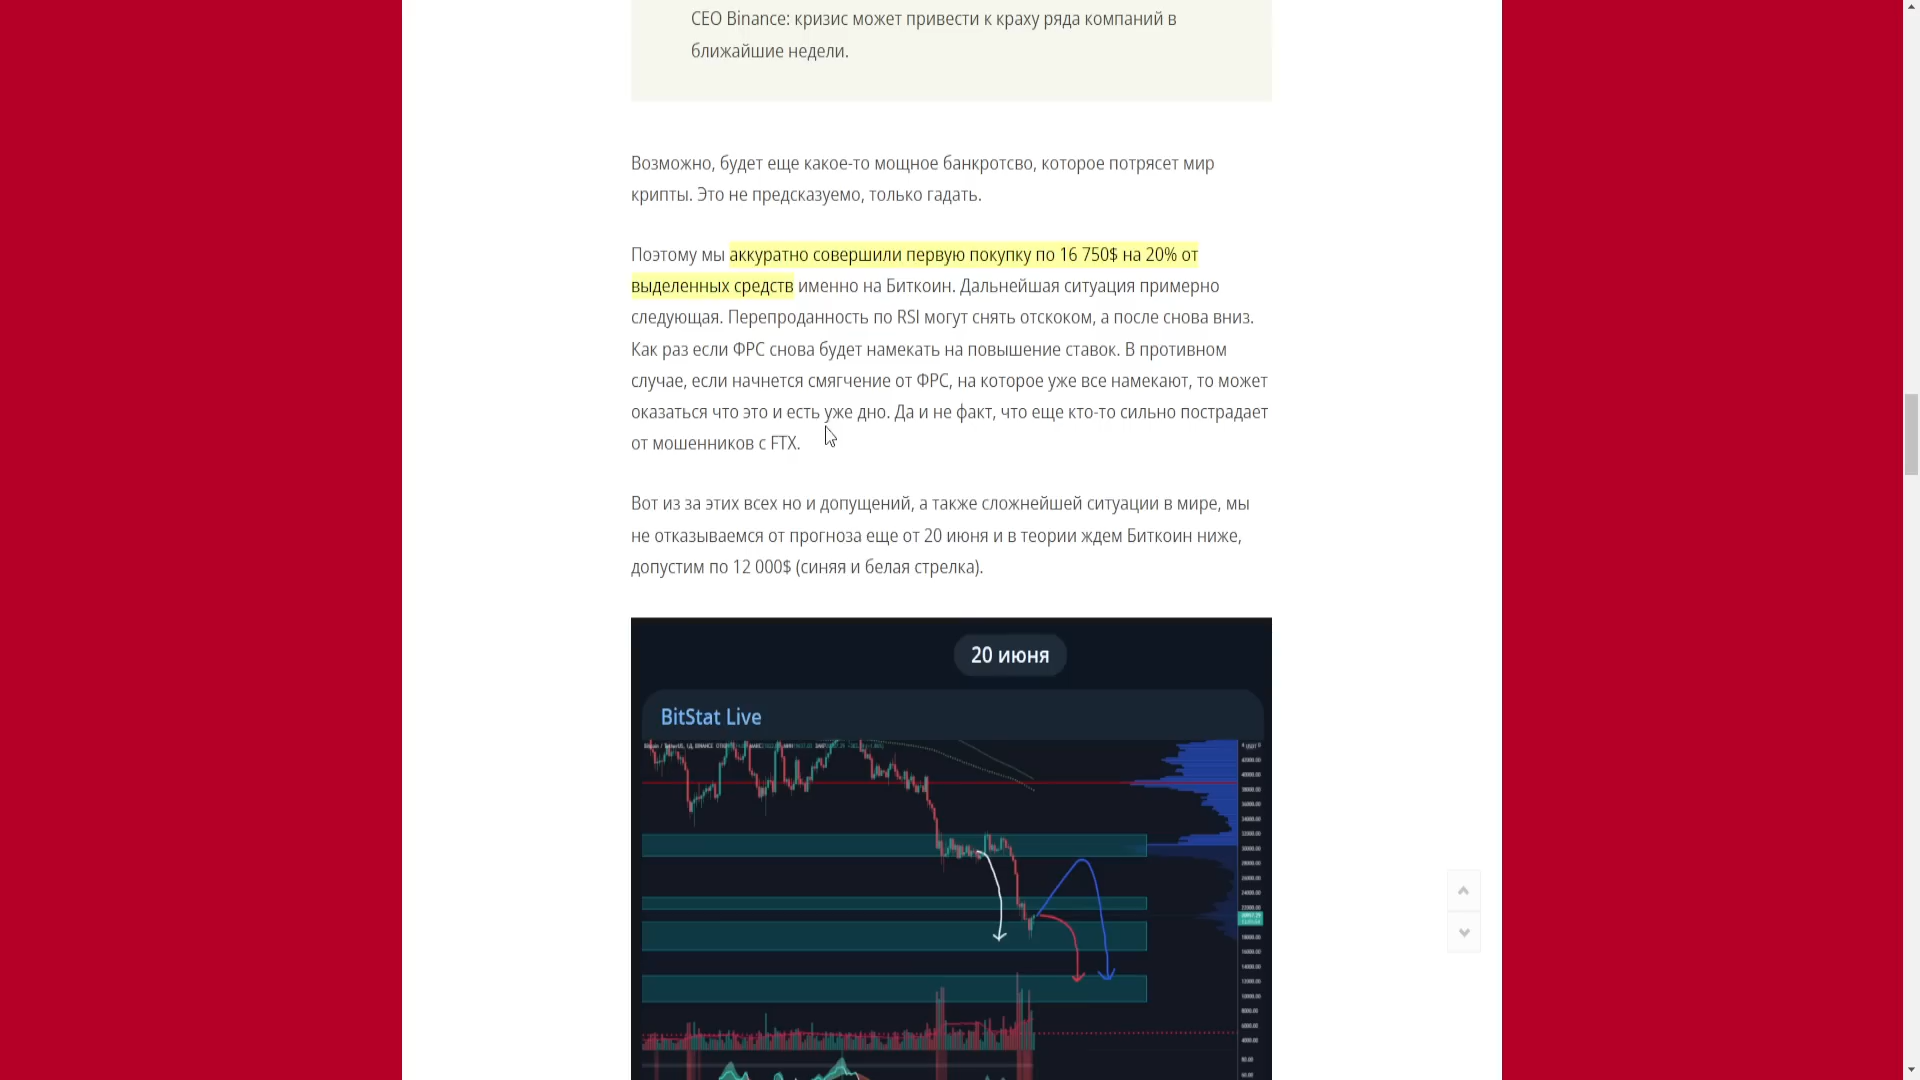 CEO Binance: кризис может привести к краху ряда компаний в
ближайшие недели.
Возможно, будет еще какое-то мощное банкротсво, которое потрясет мир
крипты. Это не предсказуемо, только гадать.
Поэтому мы аккуратно совершили первую покупку по 16 750$ на 20% от
выделенных средств именно на Биткоин. Дальнейшая ситуация примерно
следующая. Перепроданность по RSI могут снять отскоком, а после снова вниз.
Как раз если ФРС снова будет намекать на повышение ставок. В противном
случае, если начнется смягчение от ФРС, на которое уже все намекают, то может
оказаться что это и есть уже дно. Да и не факт, что еще кто-то сильно пострадает
от мошенников с FTX.
Вот из за этих всех но и допущений, а также сложнейшей ситуации в мире, мы
не отказываемся от прогноза еще от 20 июня и в теории ждем Биткоин ниже,
допустим по 12 000$ (синяя и белая стрелка).
20 июня
BitStat Live